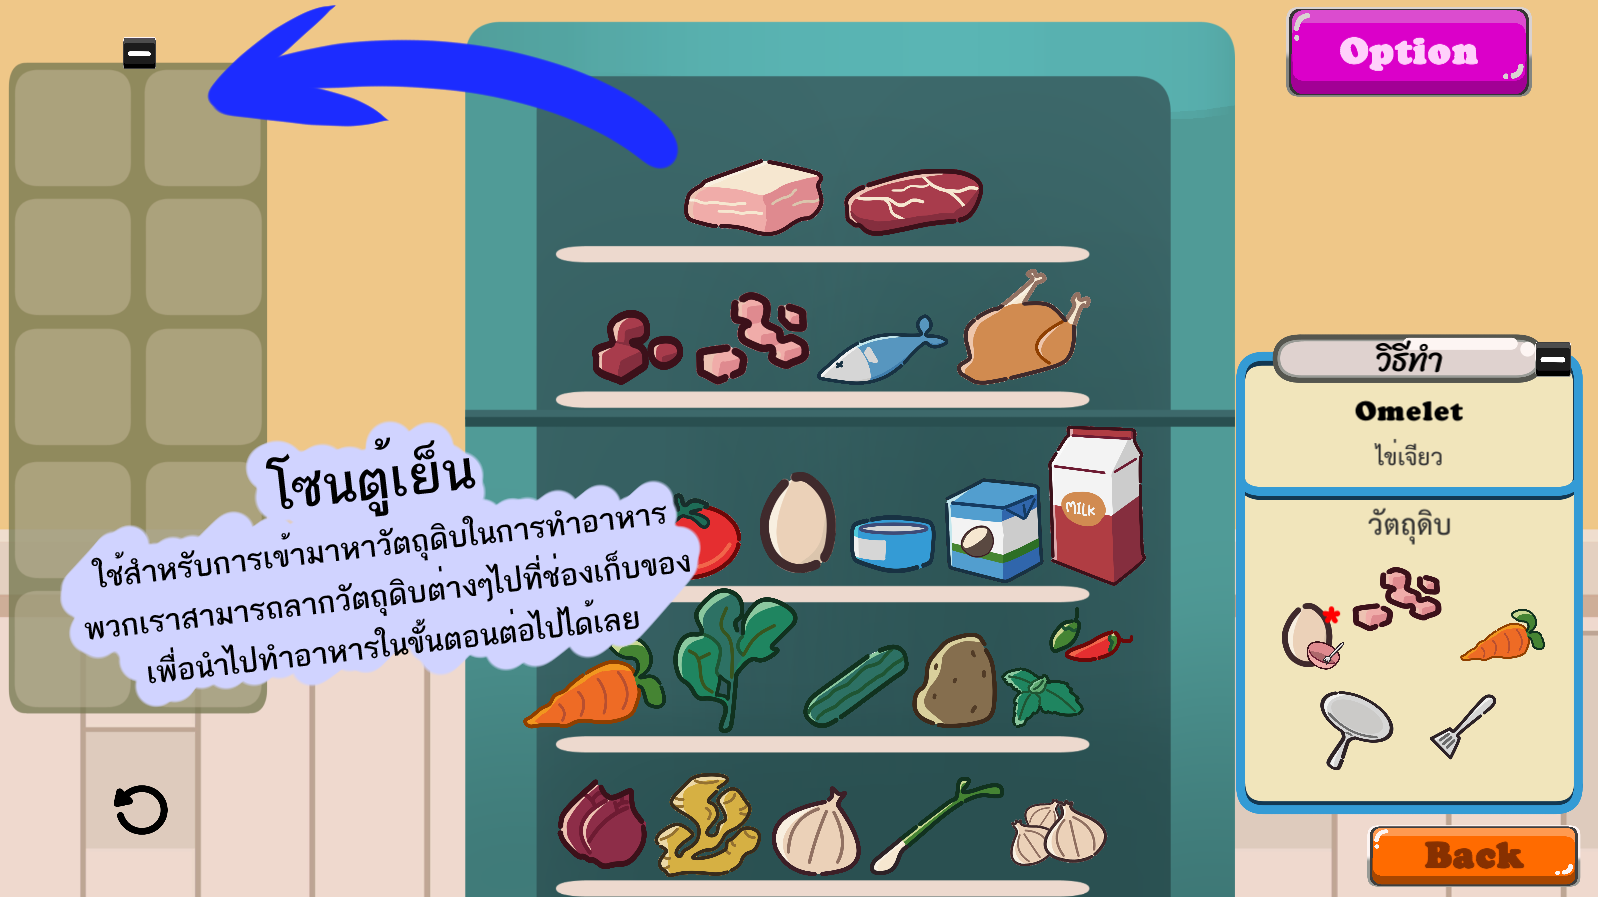 Option
วิธีทำ
Omelet
ไข่เจียว
วัตถุดิบ
MILK
โซนตู้เย็น
ใช้สำหรับการเข้ามาหาวัตถุดิบในการทำอาหาร
พวกเราสามารถลากวัตถุดิบต่างๆไปที่ช่องเก็บของ
เพื่อนำไปทำอาหารในขั้นตอนต่อไปได้เลย
Back